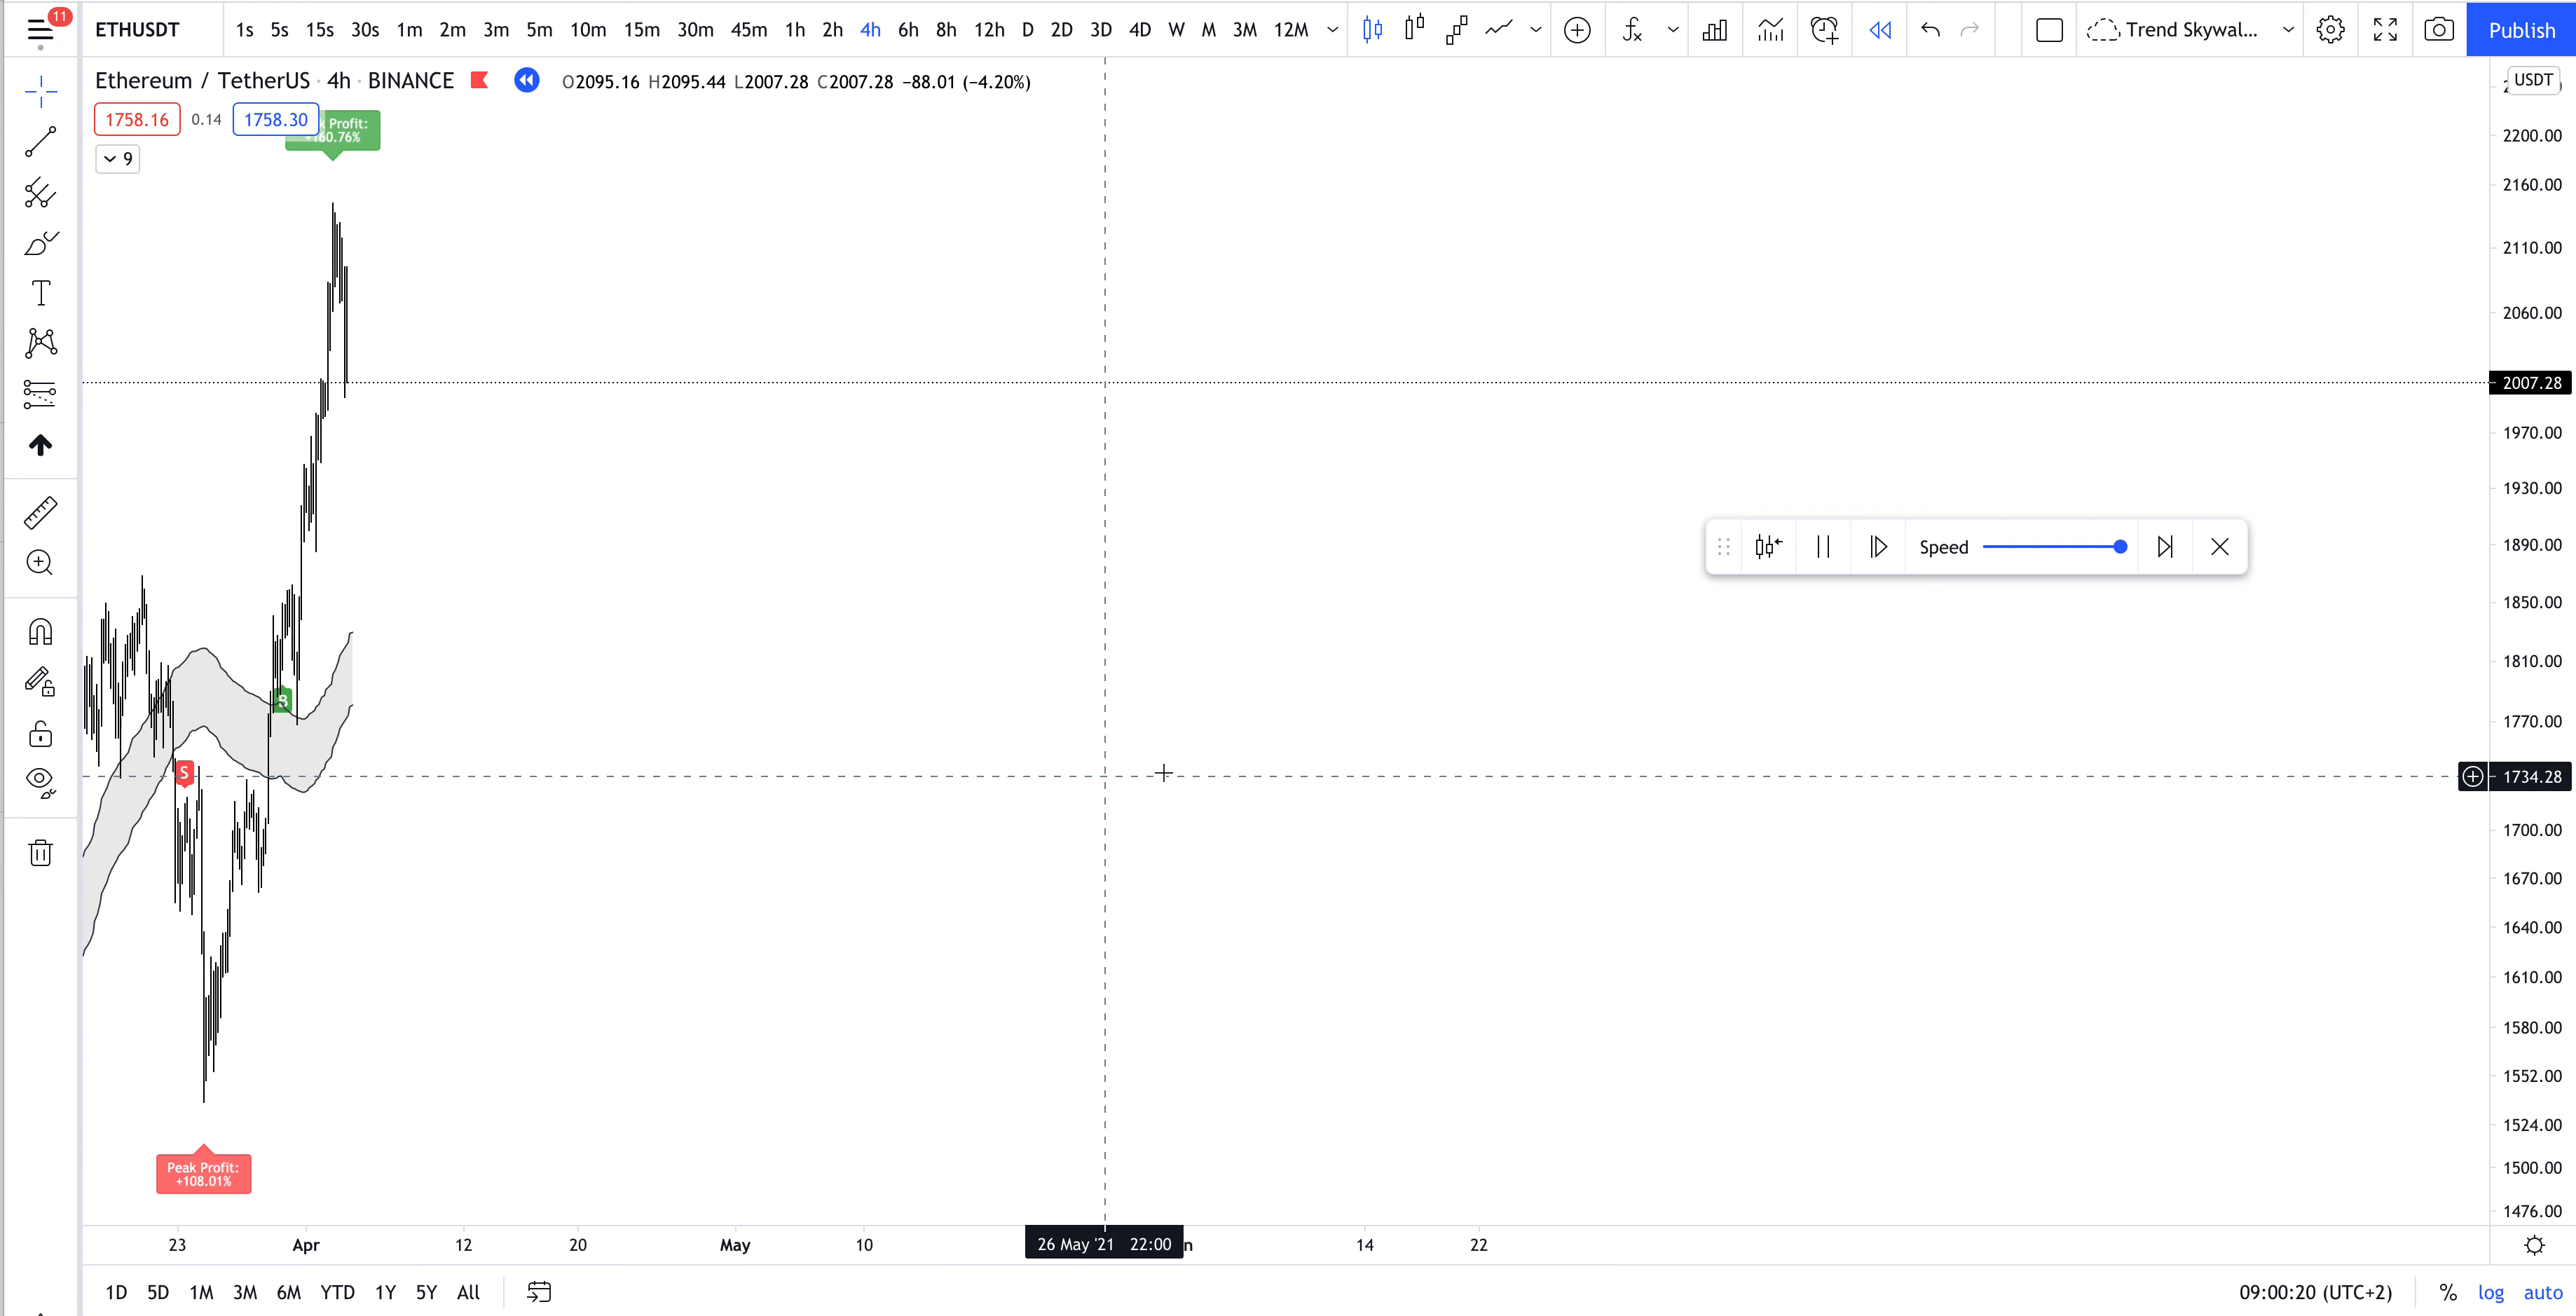 11
ETHUSDT 1s 5s 15s 30s 1m 2m 3m 5m 10m 15m 30m 45m 1h 2h 4h 6h 8h 12h D 2D 3D 4D W M 3M 12M Trend Skywal... Publish
Ethereum / TetherUS · 4h · BINANCE O2095.16 H2095.44 L2007.28 C2007.28 −88.01 (−4.20%)
USDT
1758.16 0.14 1758.30
Profit:
60.76%
9
2200.00
2160.00
2110.00
2060.00
2007.28
1970.00
1930.00
Speed
1890.00
1850.00
1810.00
B
1770.00
S
1734.28
1700.00
1670.00
1640.00
1610.00
1580.00
1552.00
1524.00
Peak Profit:
+108.01%
1500.00
1476.00
23 Apr 12 20 May 10 26 May '21 22:00 14 22
1D 5D 1M 3M 6M YTD 1Y 5Y All 09:00:20 (UTC+2) % log auto